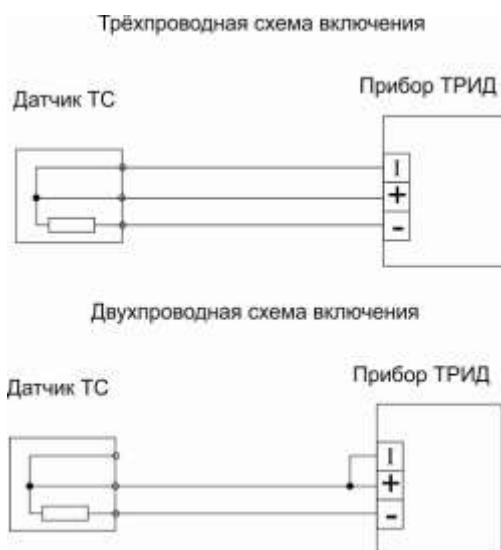 Трёхпроводная схема включения
Датчик ТС
Прибор ТРИД
I
+
-
Двухпроводная схема включения
Датчик ТС
Прибор ТРИД
I
+
-